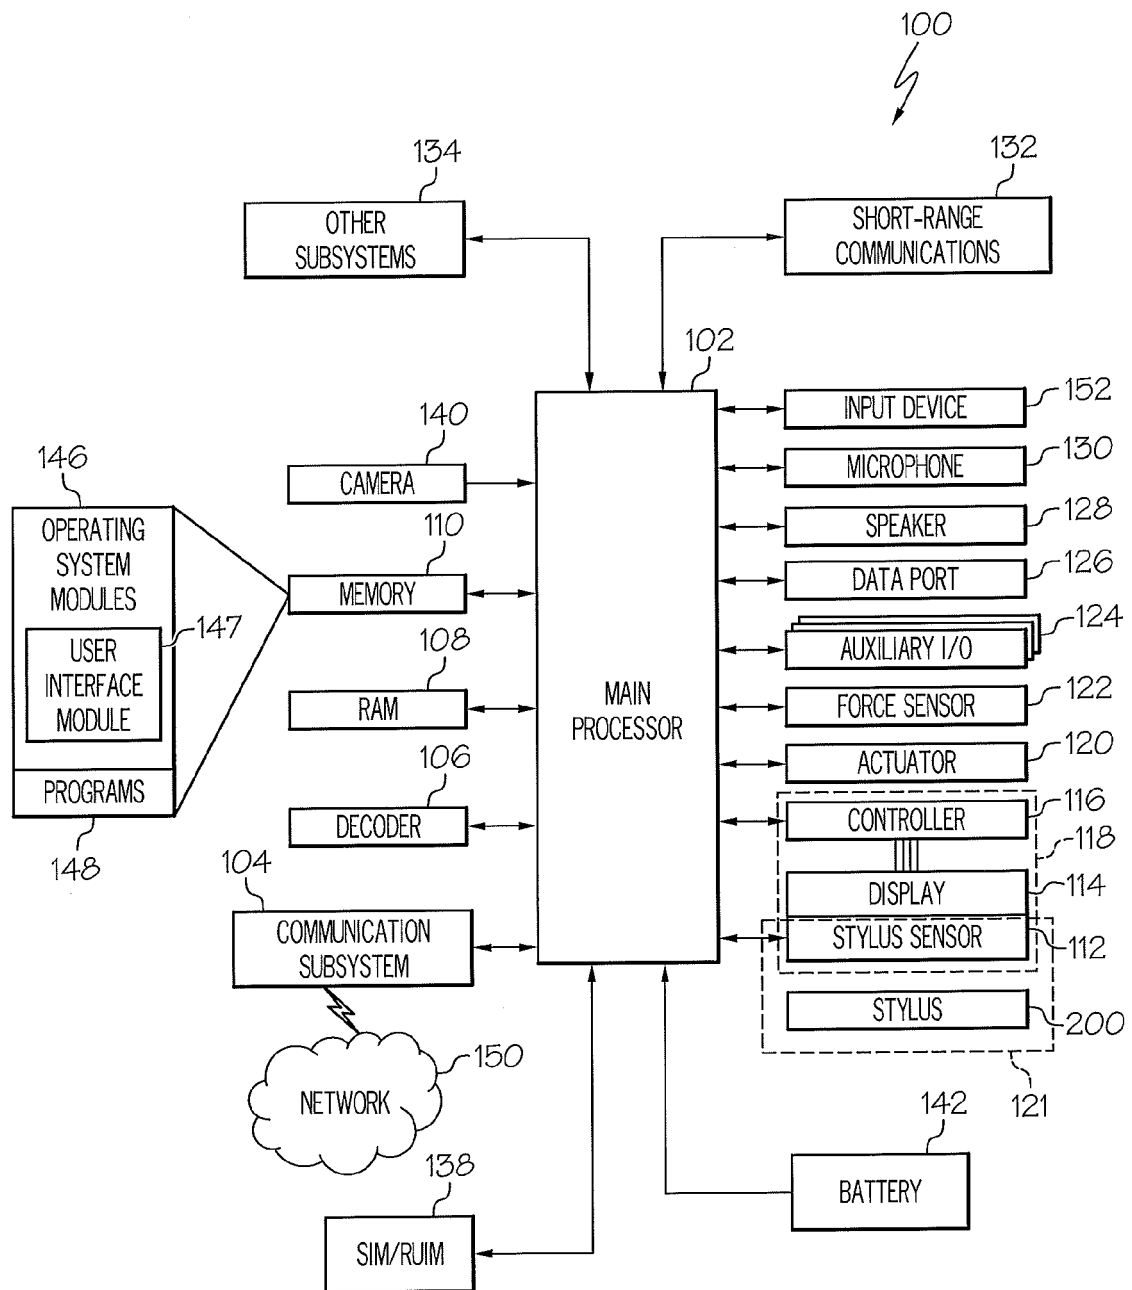 100
134
132
OTHER
SUBSYSTEMS
SHORT-RANGE
COMMUNICATIONS
102
152
INPUT DEVICE
140
CAMERA
130
MICROPHONE
146
OPERATING
SYSTEM
MODULES
147
USER
INTERFACE
MODULE
PROGRAMS
148
110
MEMORY
128
SPEAKER
126
DATA PORT
124
AUXILIARY I/O
108
RAM
MAIN
PROCESSOR
122
FORCE SENSOR
120
ACTUATOR
106
DECODER
116
CONTROLLER
118
114
DISPLAY
104
COMMUNICATION
SUBSYSTEM
112
STYLUS SENSOR
STYLUS
200
121
150
NETWORK
142
BATTERY
138
SIM/RUIM